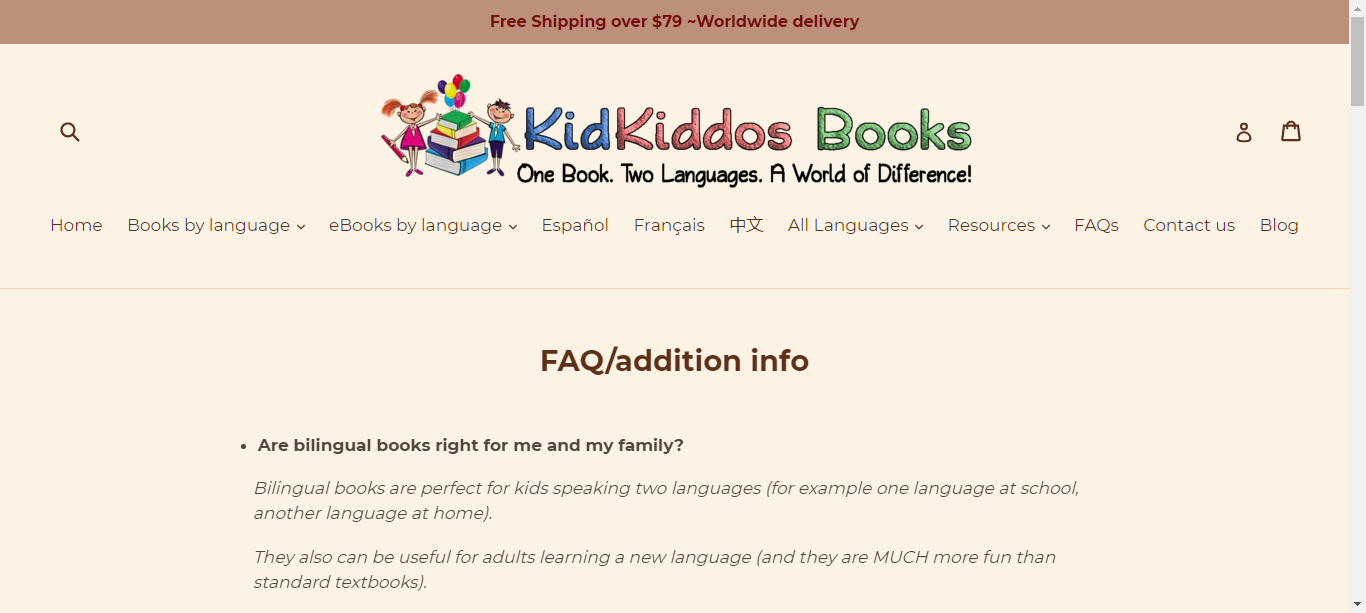 Free Shipping over $79 ~Worldwide delivery
KidKiddos Books
One Book. Two Languages. A World of Difference!
Home Books by language eBooks by language Español Français 中文 All Languages Resources FAQs Contact us Blog
FAQ/addition info
• Are bilingual books right for me and my family?
Bilingual books are perfect for kids speaking two languages (for example one language at school,
another language at home).
They also can be useful for adults learning a new language (and they are MUCH more fun than
standard textbooks).